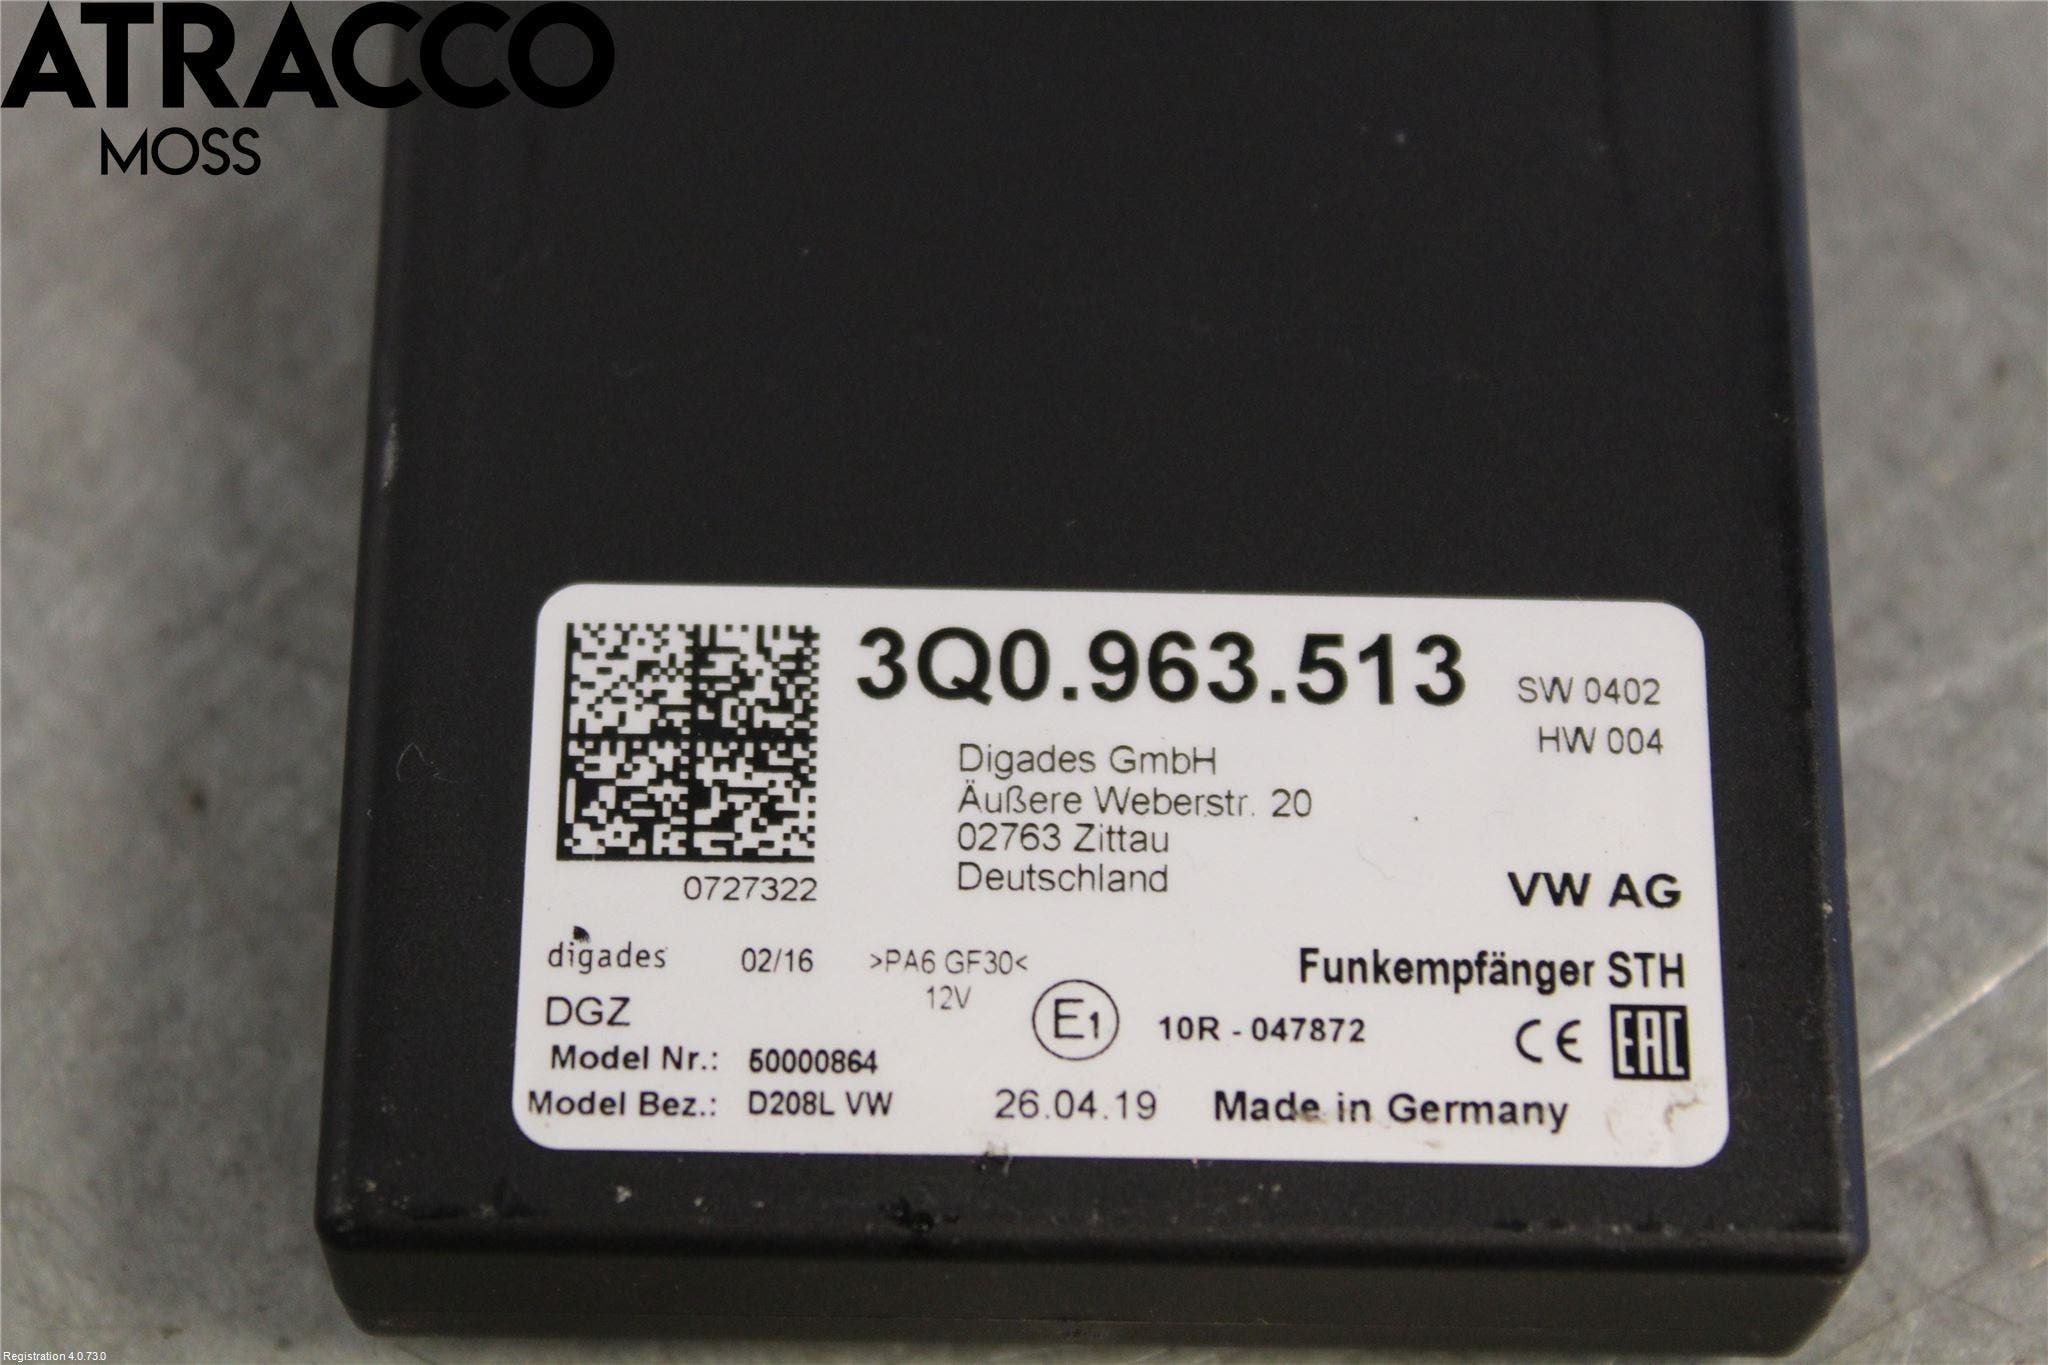 ATRACCO
MOSS
3Q0.963.513
SW 0402
HW 004
Digades GmbH
Äußere Weberstr. 20
02763 Zittau
Deutschland
0727322
VW AG
digades 02/16 >PA6 GF30<
12V
Funkempfänger STH
DGZ
E1 10R - 047872
CE EAC
Model Nr.: 50000864
Model Bez.: D208L VW 26.04.19 Made in Germany
Registration 4.0.73.0